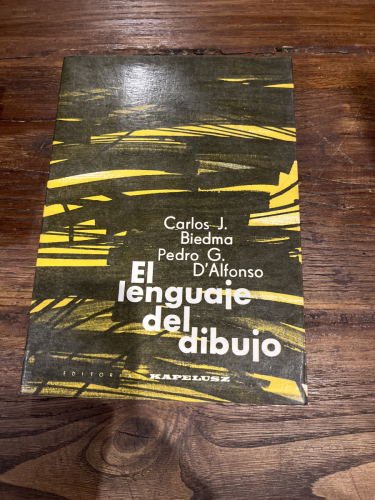 Carlos J.
Biedma
Pedro G.
D'Alfonso
El
lenguaje
del
dibujo
EDITORIAL KAPELUSZ